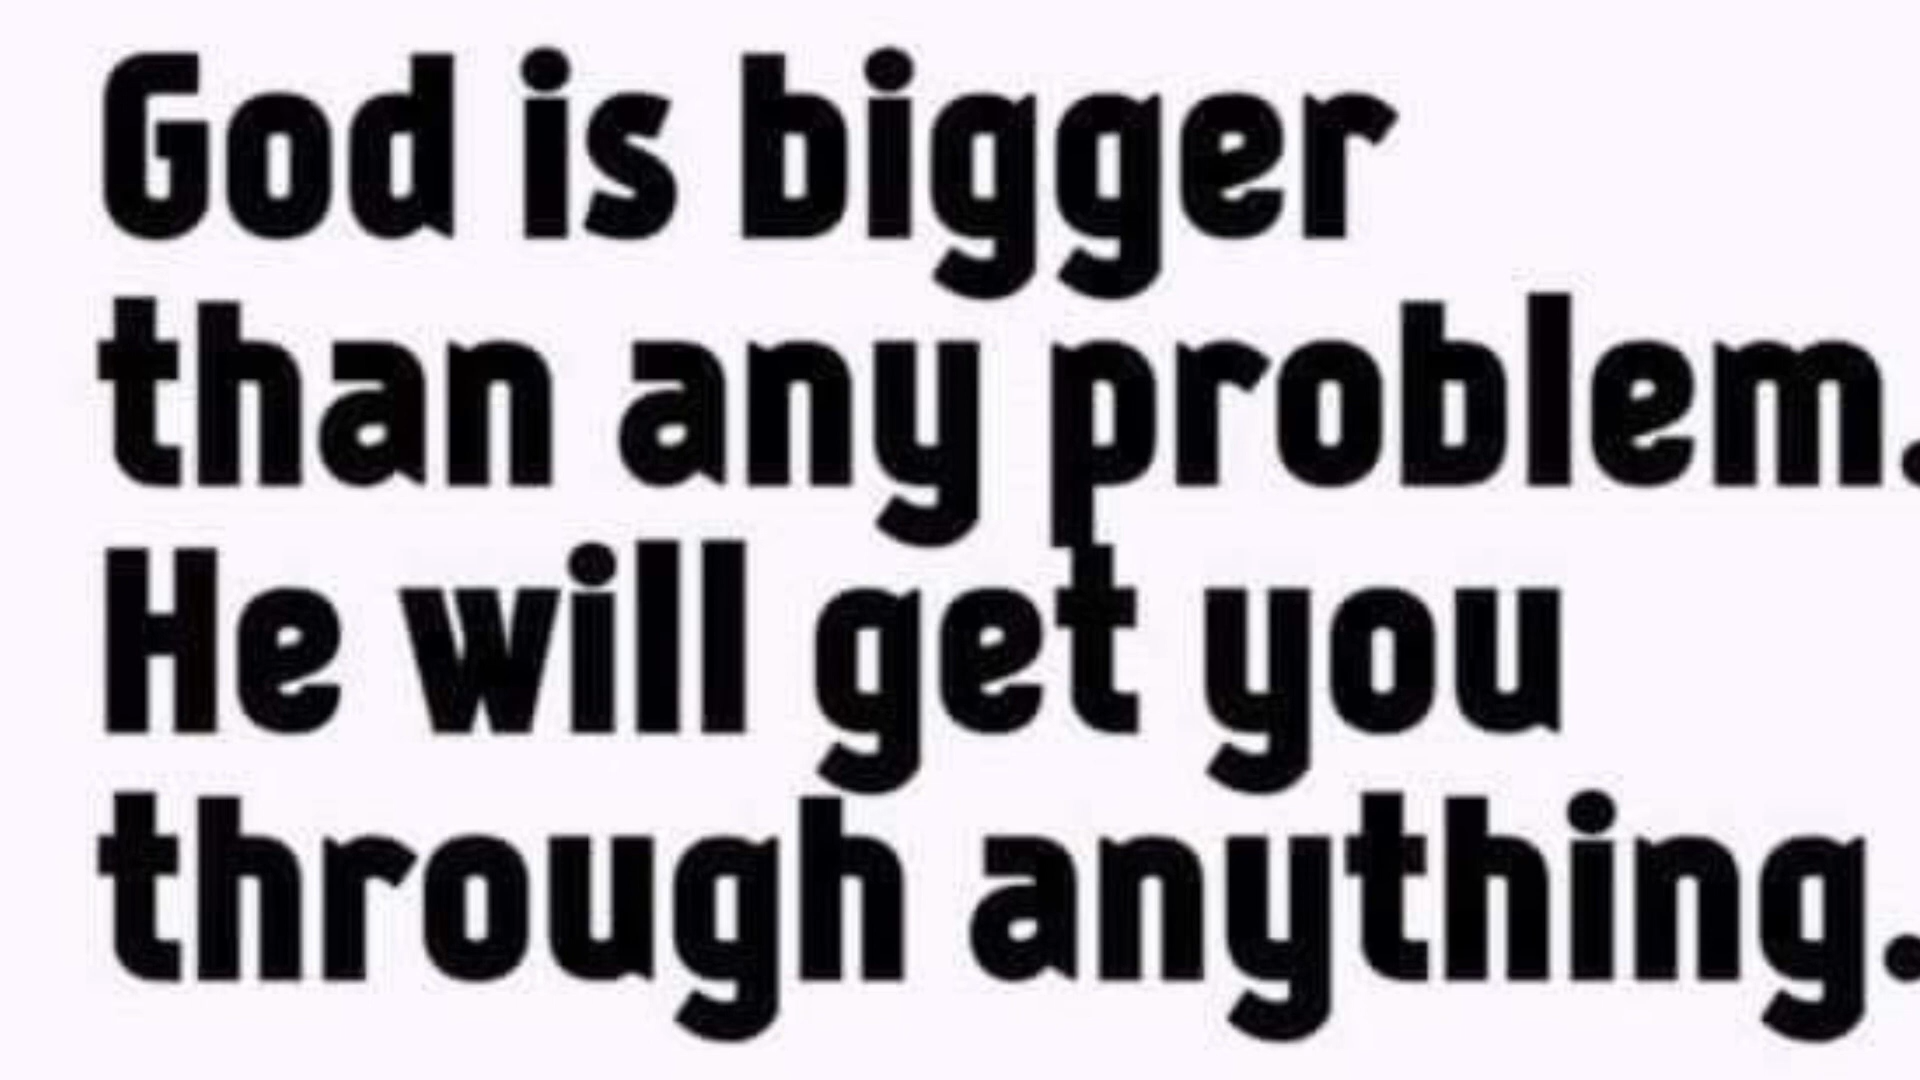 God is bigger
than any problem.
He will get you
through anything.